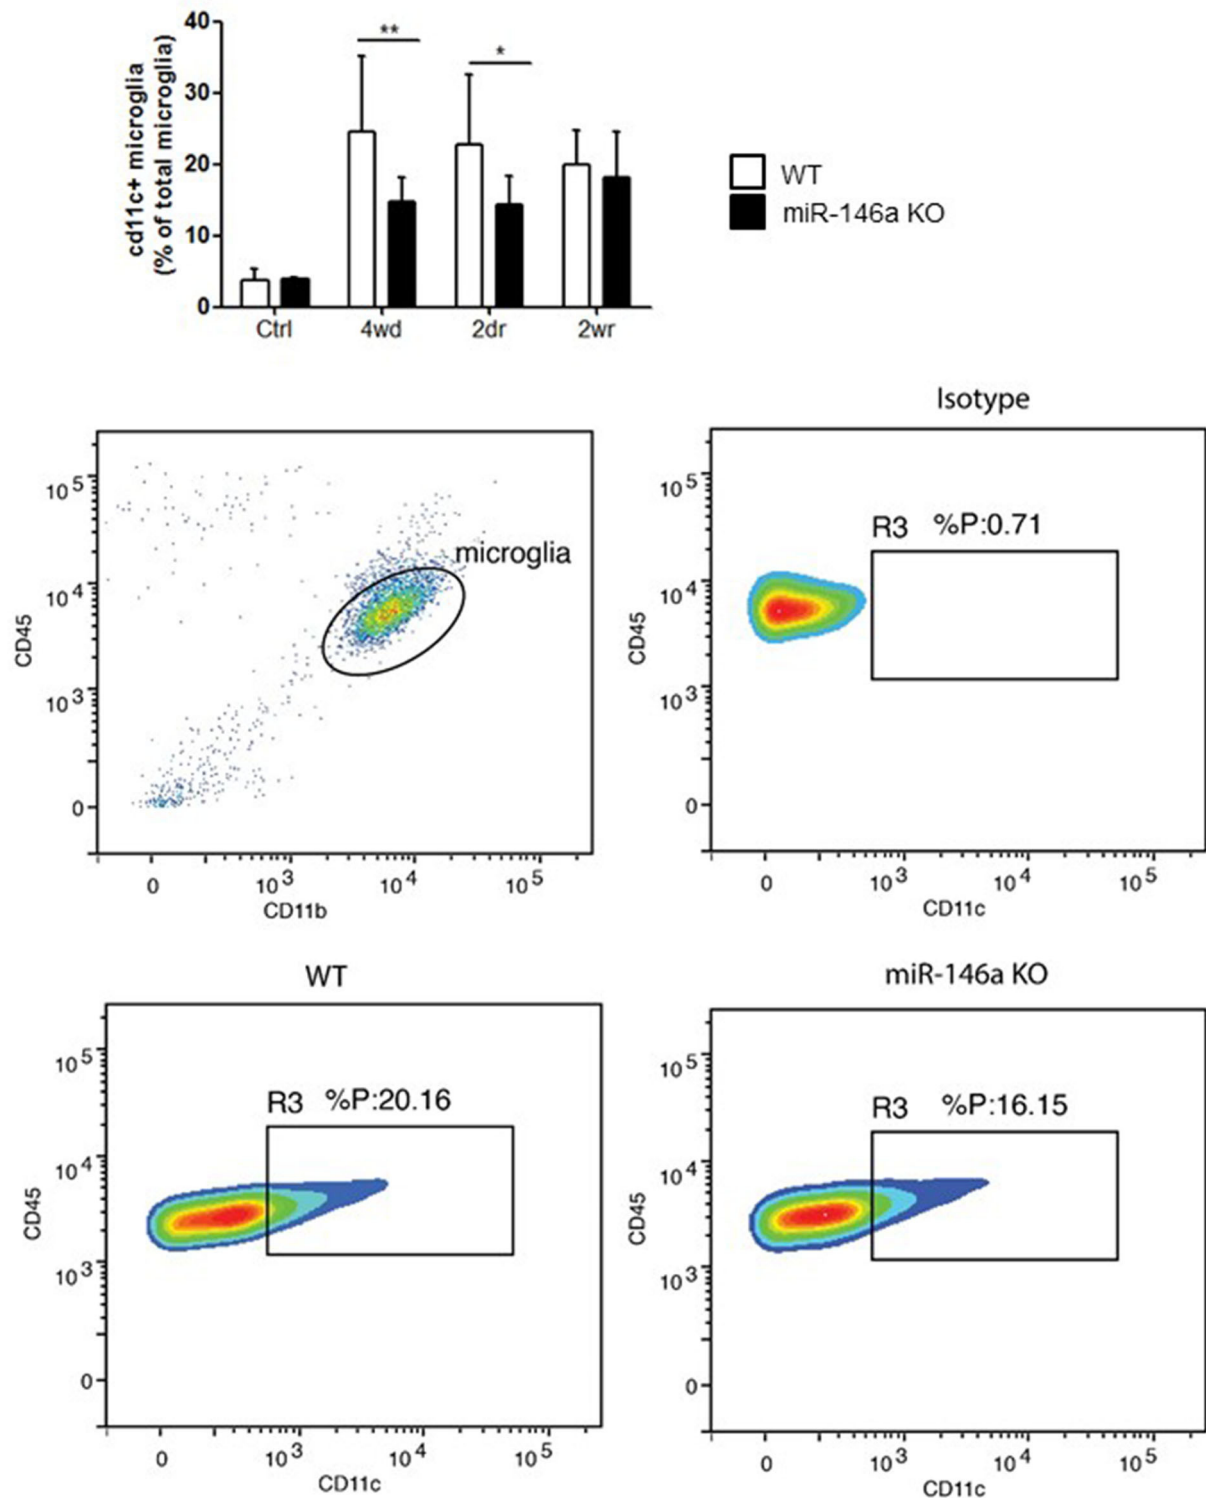 cd11c+ microglia
(% of total microglia)
40
30
20
10
0
**
*
Ctrl
4wd
2dr
2wr
WT
miR-146a KO
10^5
10^4
10^3
0
CD45
microglia
0
10^3
10^4
10^5
CD11b
Isotype
10^5
10^4
10^3
0
CD45
R3 %P:0.71
0
10^3
10^4
10^5
CD11c
WT
10^5
10^4
10^3
0
CD45
R3 %P:20.16
0
10^3
10^4
10^5
CD11c
miR-146a KO
10^5
10^4
10^3
0
CD45
R3 %P:16.15
0
10^3
10^4
10^5
CD11c